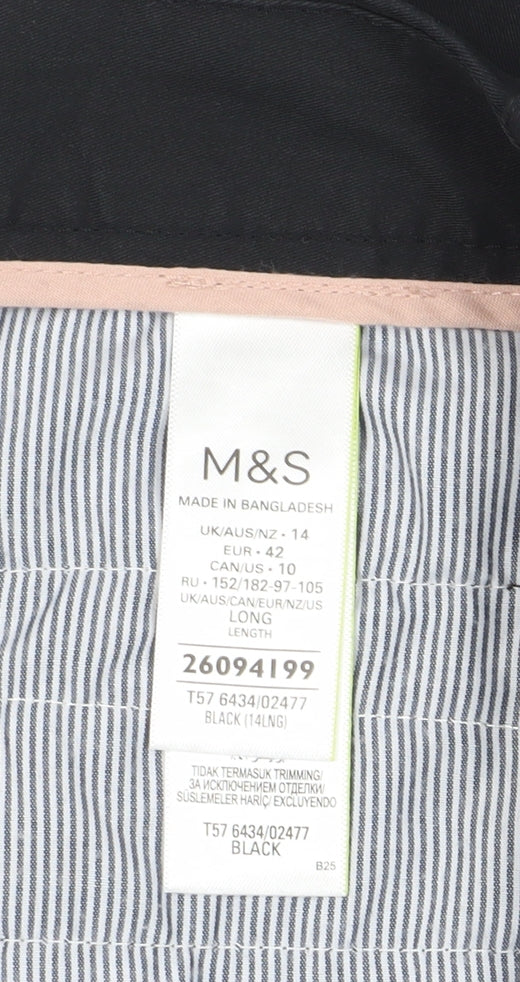 M&S
MADE IN BANGLADESH
UK/AUS/NZ • 14
EUR • 42
CAN/US • 10
RU • 152/182-97-105
UK/AUS/CAN/EUR/NZ/US
LONG
LENGTH
26094199
T57 6434/02477
BLACK (14LNG)
TIDAK TERMASUK TRIMMING/
ЗА ИСКЛЮЧЕНИЕМ ОТДЕЛКИ/
SÜSLEMELER HARİÇ/ EXCLUYENDO
T57 6434/02477
BLACK
B25